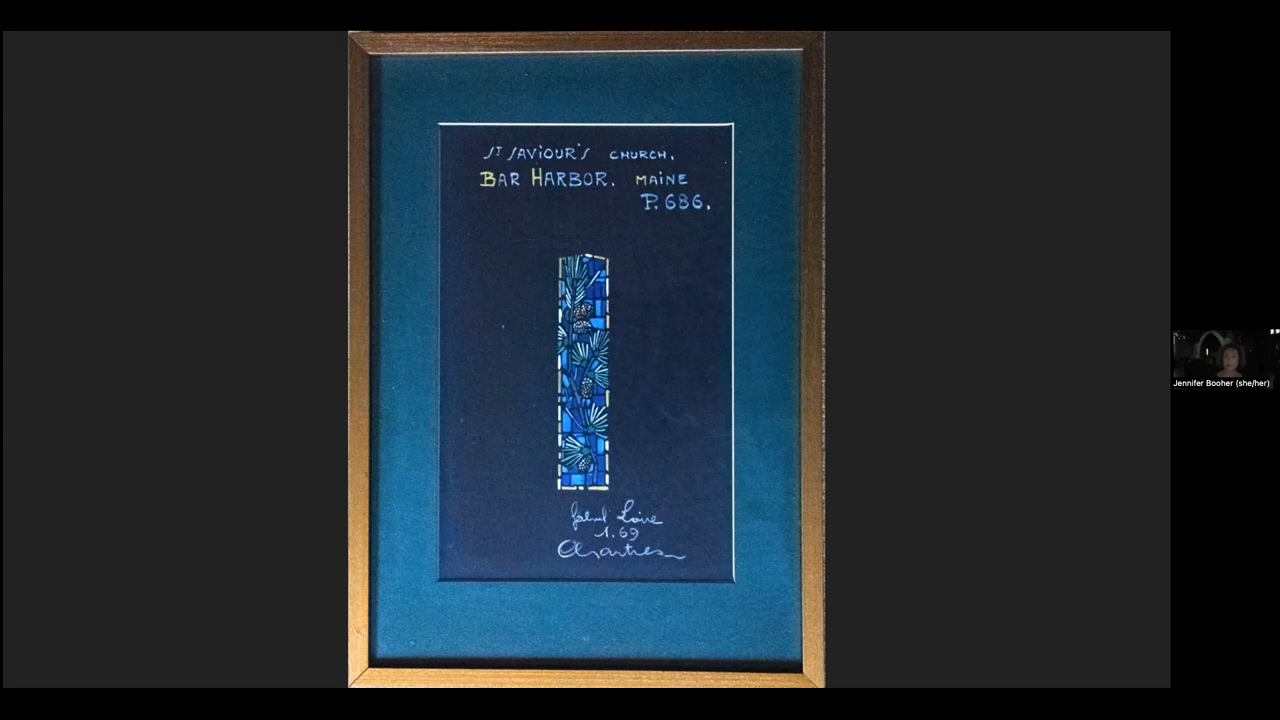 ST SAViOUR'S CHURCH.
BAR HARBOR. MAiNE
P. 686.
Gabriel Loire
1.69
Chartres
Jennifer Booher (she/her)